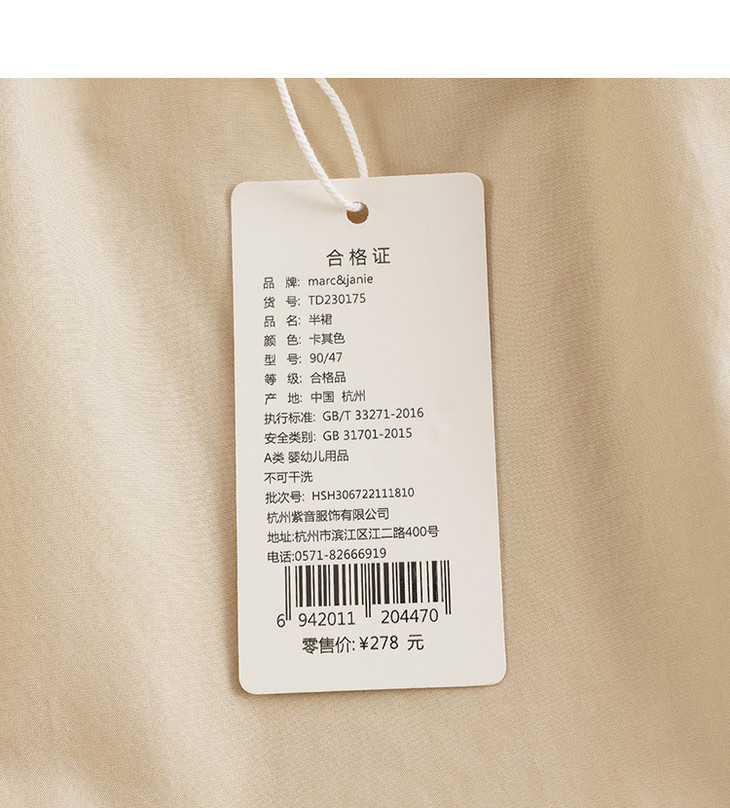 合格证
品 牌: marc&janie
货 号: TD230175
品 名: 半裙
颜 色: 卡其色
型 号: 90/47
等 级: 合格品
产 地: 中国 杭州
执行标准: GB/T 33271-2016
安全类别: GB 31701-2015
A类 婴幼儿用品
不可干洗
批次号: HSH306722111810
杭州紫音服饰有限公司
地址:杭州市滨江区江二路400号
电话:0571-82666919
6 942011 204470
零售价:¥278 元